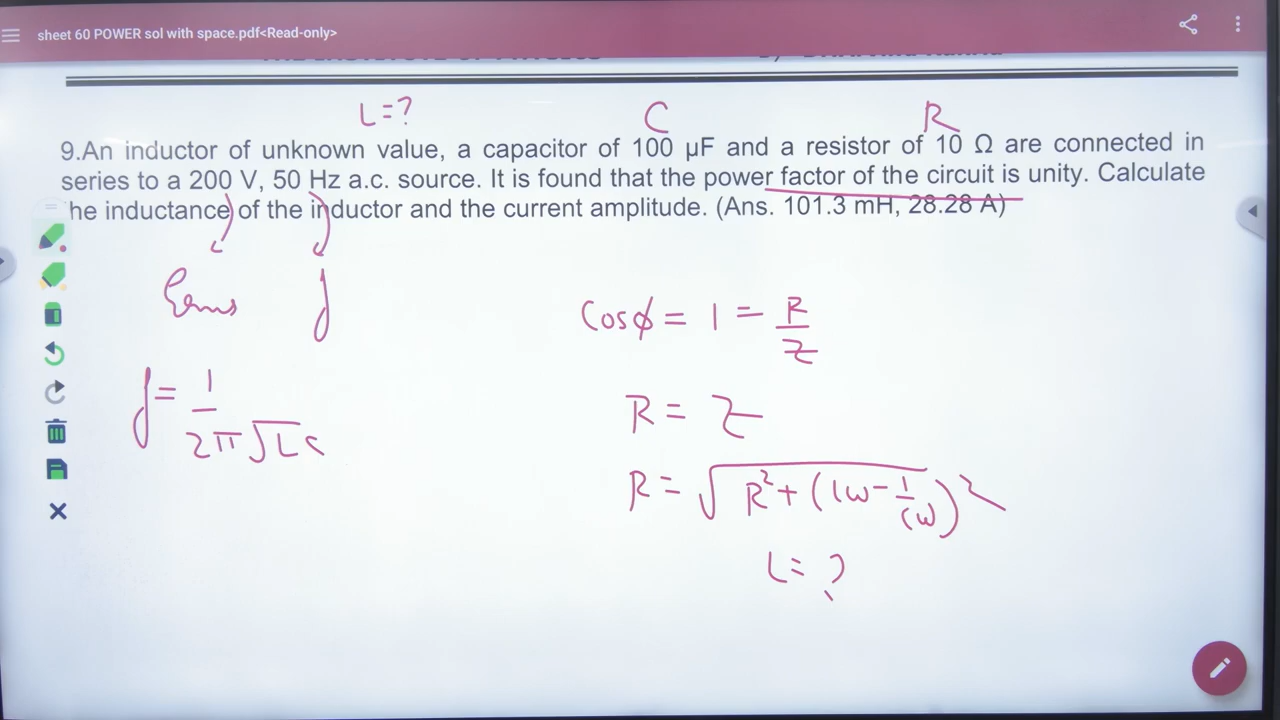 sheet 60 POWER sol with space.pdf<Read-only>
L=?
C
R
9.An inductor of unknown value, a capacitor of 100 μF and a resistor of 10 Ω are connected in
series to a 200 V, 50 Hz a.c. source. It is found that the power factor of the circuit is unity. Calculate
he inductance of the inductor and the current amplitude. (Ans. 101.3 mH, 28.28 A)
Erms
f
Cosϕ = 1 = R/Z
f = 1/2π√LC
R = Z
R = √R²+(Lω-1/Cω)²
L= ?